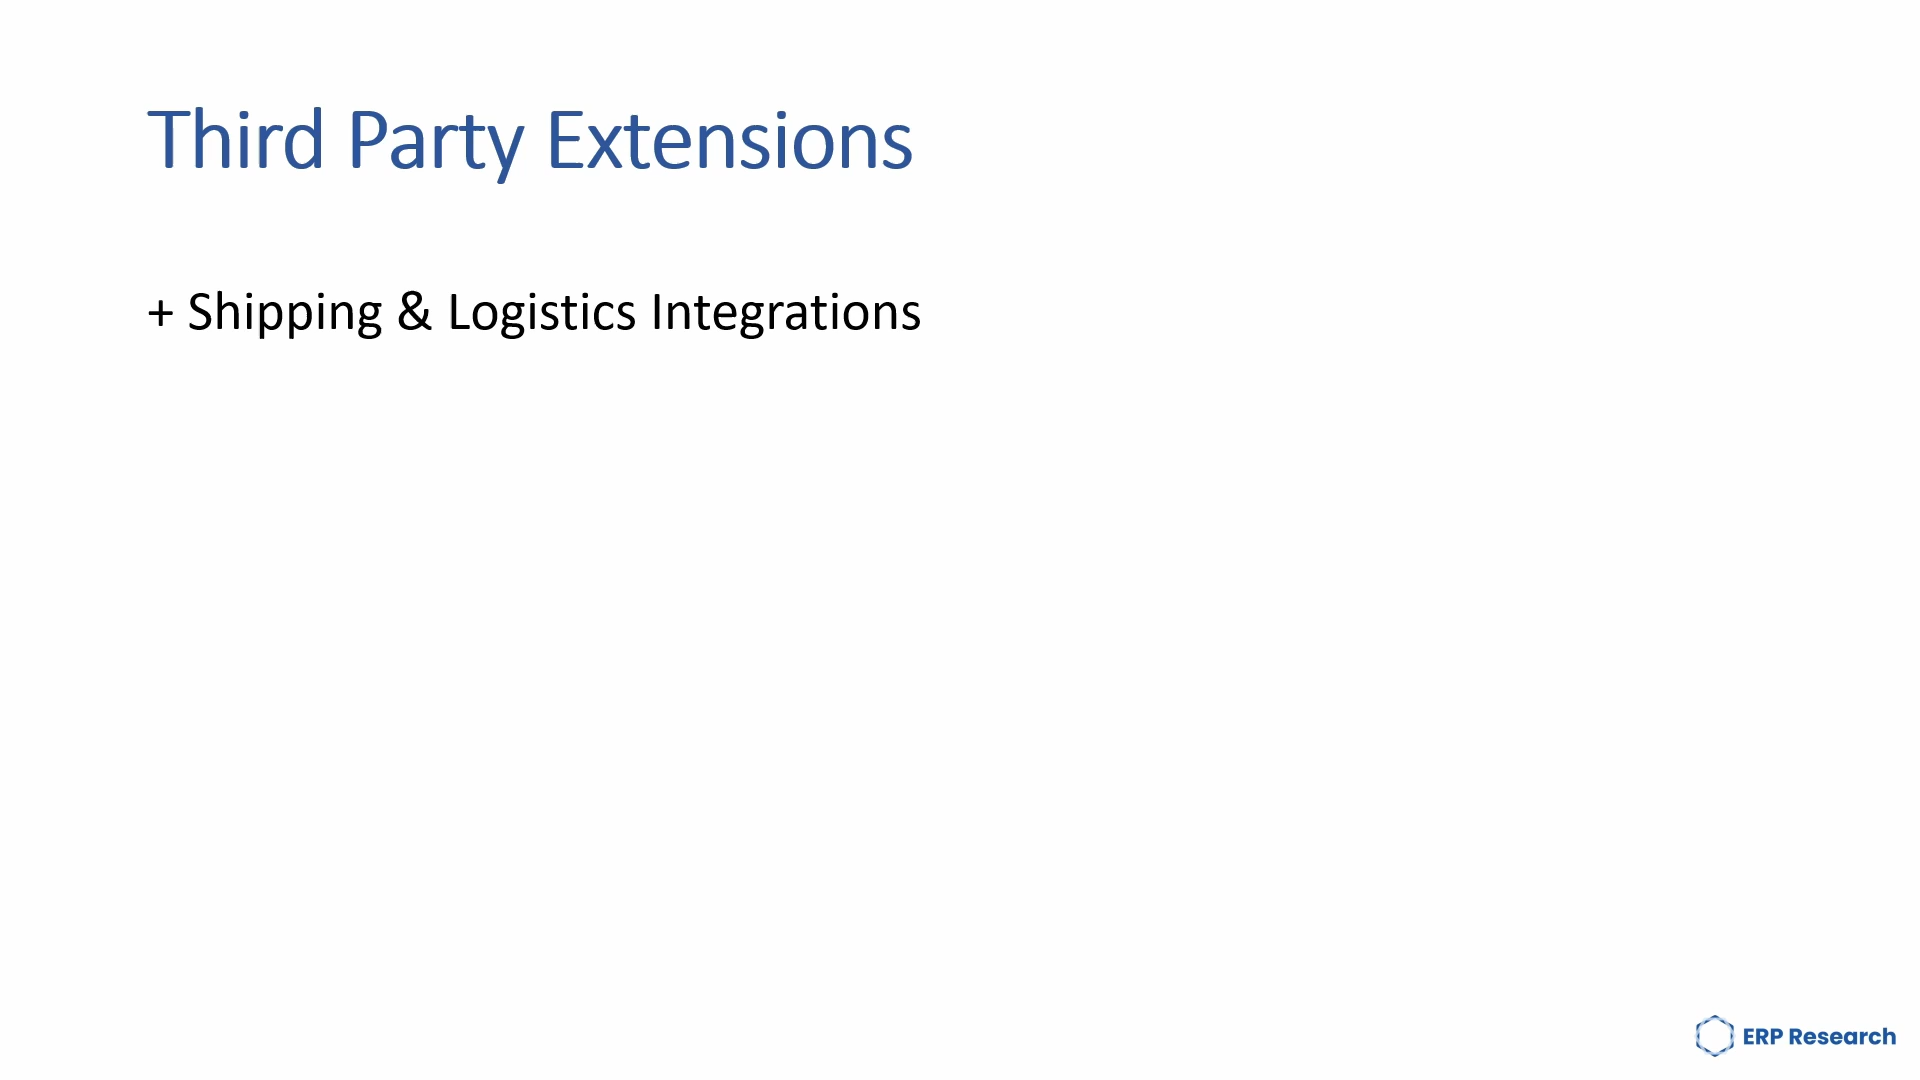 Third Party Extensions
+ Shipping & Logistics Integrations
ERP Research